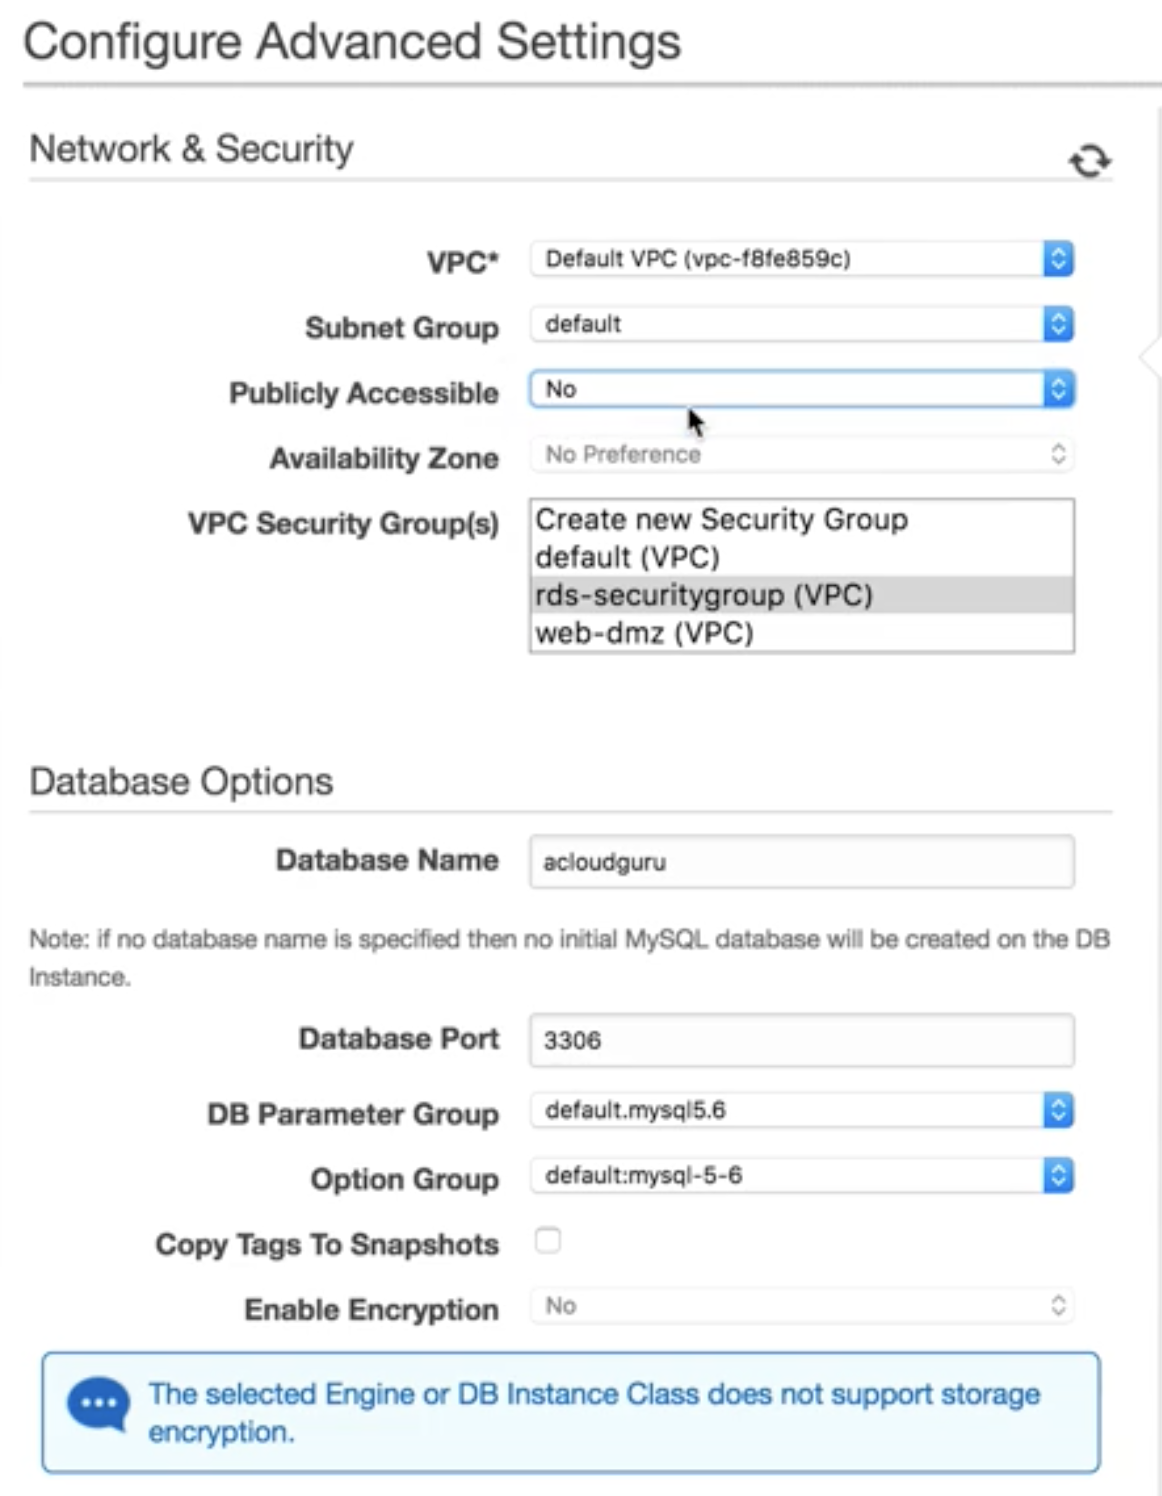 Configure Advanced Settings
Network & Security
VPC* Default VPC (vpc-f8fe859c)
Subnet Group default
Publicly Accessible No
Availability Zone No Preference
VPC Security Group(s) Create new Security Group
default (VPC)
rds-securitygroup (VPC)
web-dmz (VPC)
Database Options
Database Name acloudguru
Note: if no database name is specified then no initial MySQL database will be created on the DB
Instance.
Database Port 3306
DB Parameter Group default.mysql5.6
Option Group default:mysql-5-6
Copy Tags To Snapshots
Enable Encryption No
The selected Engine or DB Instance Class does not support storage
encryption.